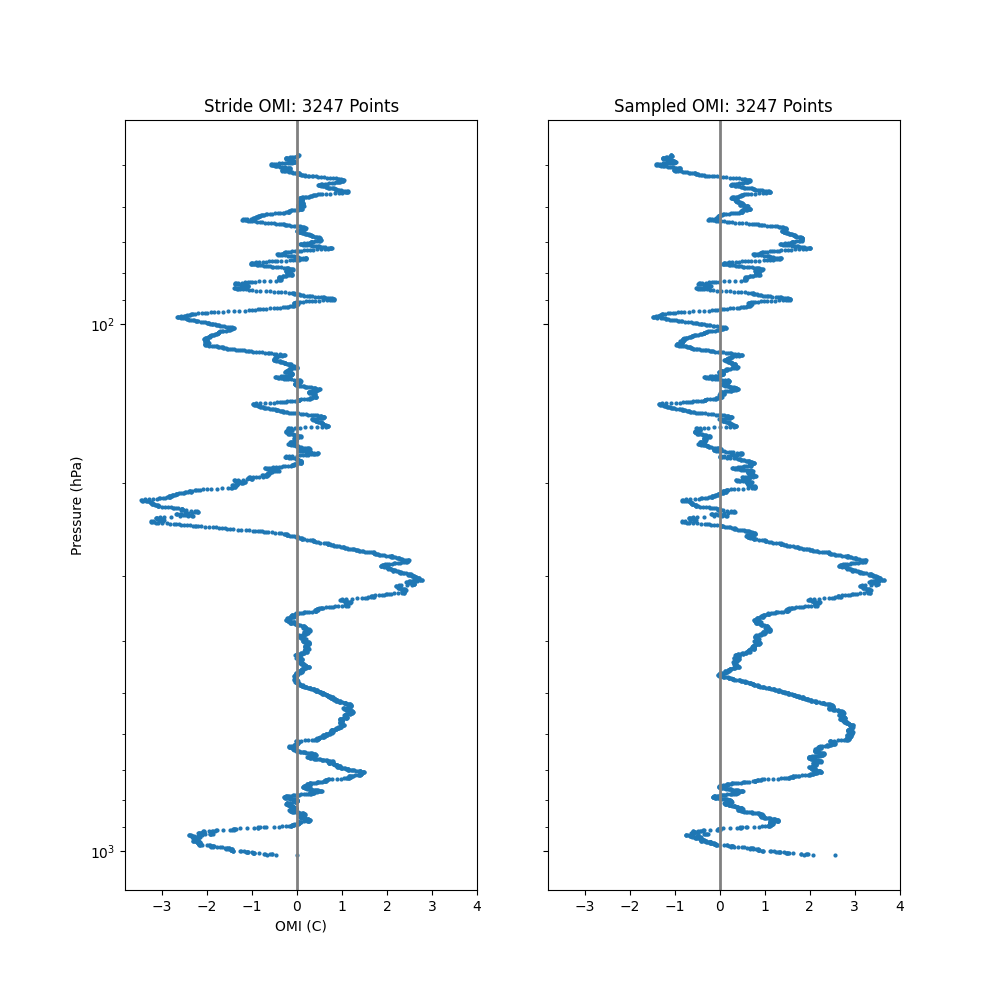 Stride OMI: 3247 Points
Sampled OMI: 3247 Points
10²
10³
Pressure (hPa)
−3 −2 −1 0 1 2 3 4
−3 −2 −1 0 1 2 3 4
OMI (C)